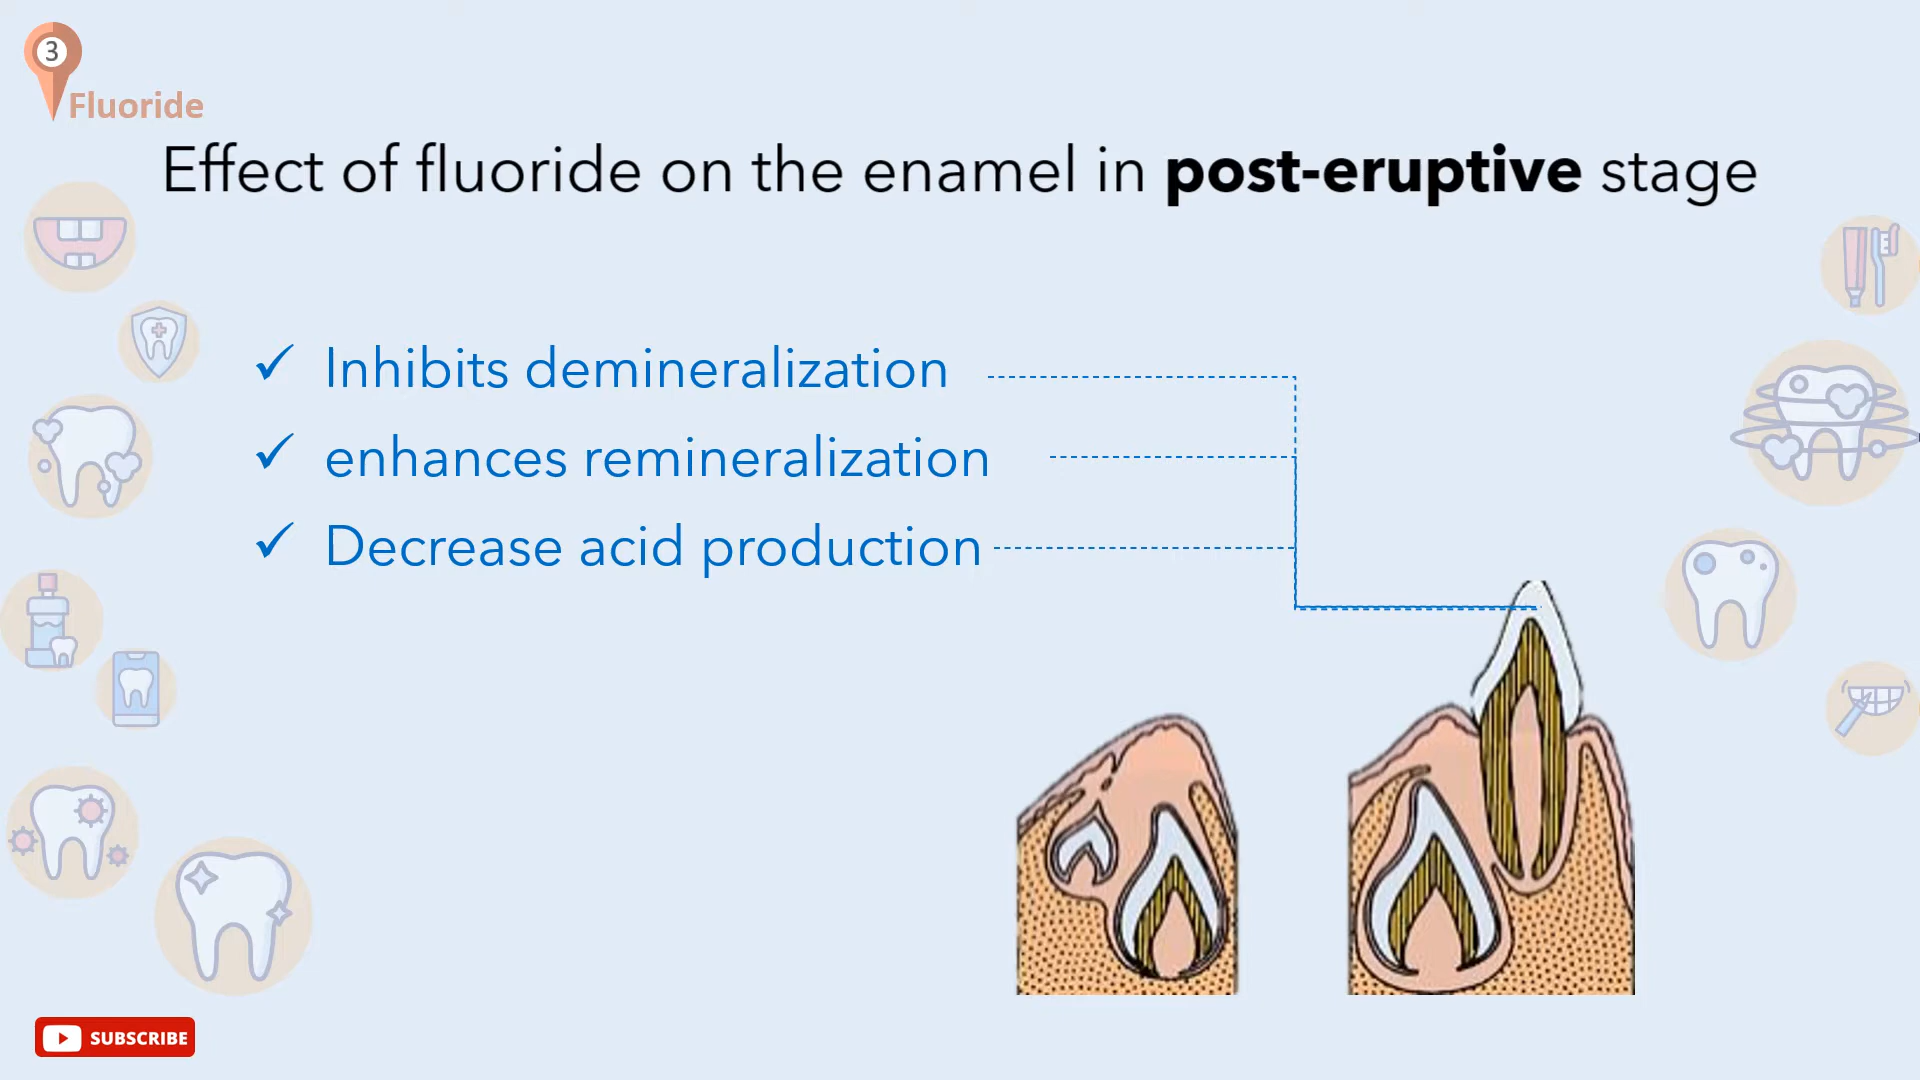 3
Fluoride
Effect of fluoride on the enamel in post-eruptive stage
✓ Inhibits demineralization
✓ enhances remineralization
✓ Decrease acid production
SUBSCRIBE